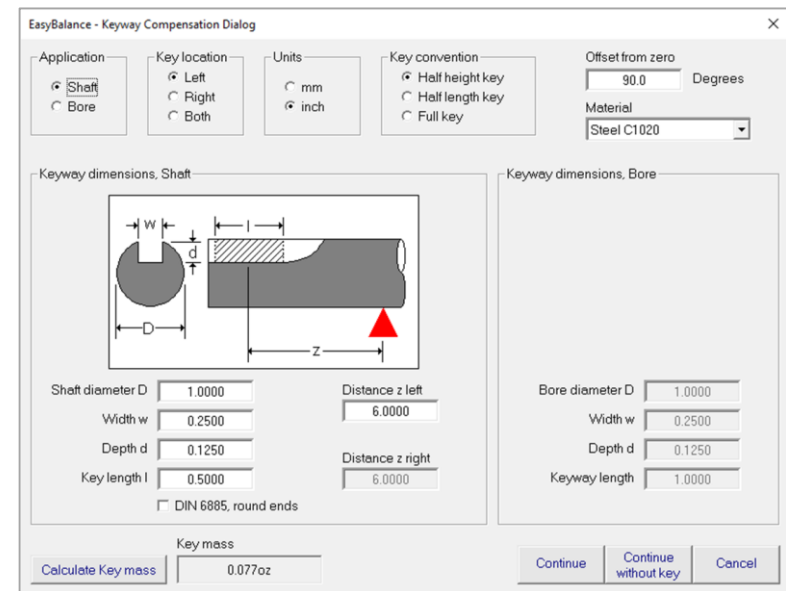 EasyBalance - Keyway Compensation Dialog
Application
Shaft
Bore
Key location
Left
Right
Both
Units
mm
inch
Key convention
Half height key
Half length key
Full key
Offset from zero
90.0 Degrees
Material
Steel C1020
Keyway dimensions, Shaft
w
l
d
D
z
Shaft diameter D 1.0000
Width w 0.2500
Depth d 0.1250
Key length l 0.5000
DIN 6885, round ends
Distance z left
6.0000
Distance z right
6.0000
Keyway dimensions, Bore
Bore diameter D 1.0000
Width w 0.2500
Depth d 0.1250
Keyway length 1.0000
Calculate Key mass
Key mass
0.077oz
Continue
Continue
without key
Cancel